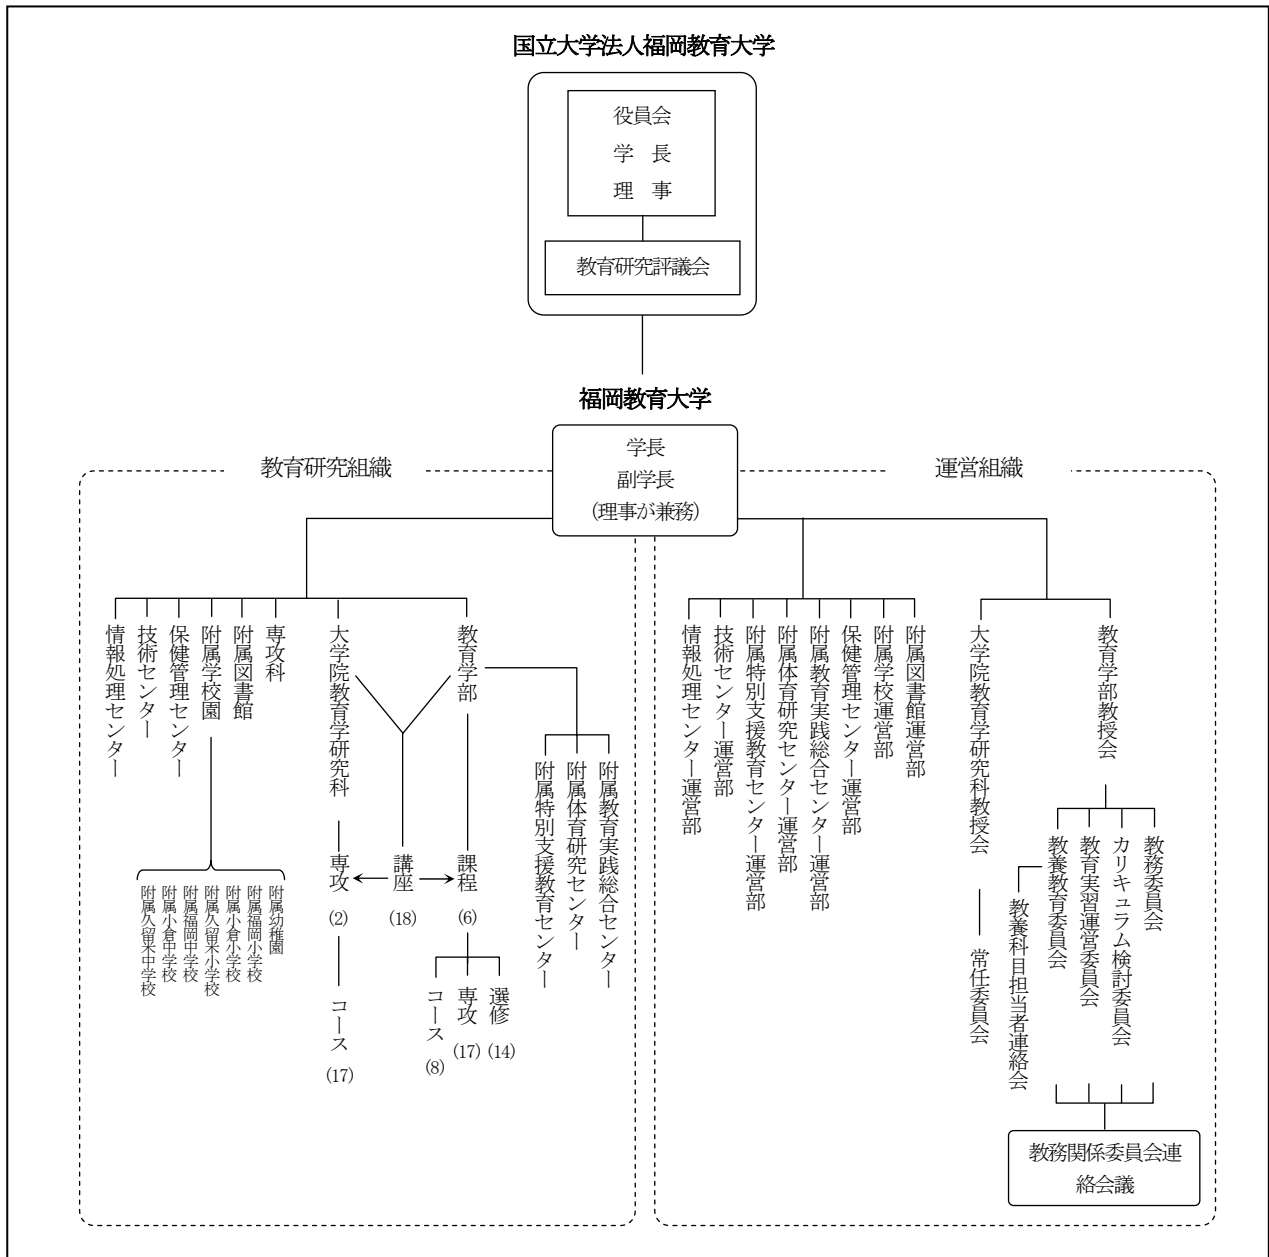 国立大学法人福岡教育大学
役員会
学　長
理　事
教育研究評議会
福岡教育大学
学長
副学長
(理事が兼務)
教育研究組織
運営組織
情報処理センター
技術センター
保健管理センター
附属学校園
附属図書館
専攻科
大学院教育学研究科
教育学部
附属久留米中学校
附属小倉中学校
附属福岡中学校
附属久留米小学校
附属小倉小学校
附属福岡小学校
附属幼稚園
専攻
(2)
コース
(17)
講座
(18)
課程
(6)
コース
(8)
専攻
(17)
選修
(14)
附属特別支援教育センター
附属体育研究センター
附属教育実践総合センター
情報処理センター運営部
技術センター運営部
附属特別支援教育センター運営部
附属体育研究センター運営部
附属教育実践総合センター運営部
保健管理センター運営部
附属学校運営部
附属図書館運営部
大学院教育学研究科教授会
常任委員会
教育学部教授会
教養科目担当者連絡会
教養教育委員会
教育実習運営委員会
カリキュラム検討委員会
教務委員会
教務関係委員会連
絡会議